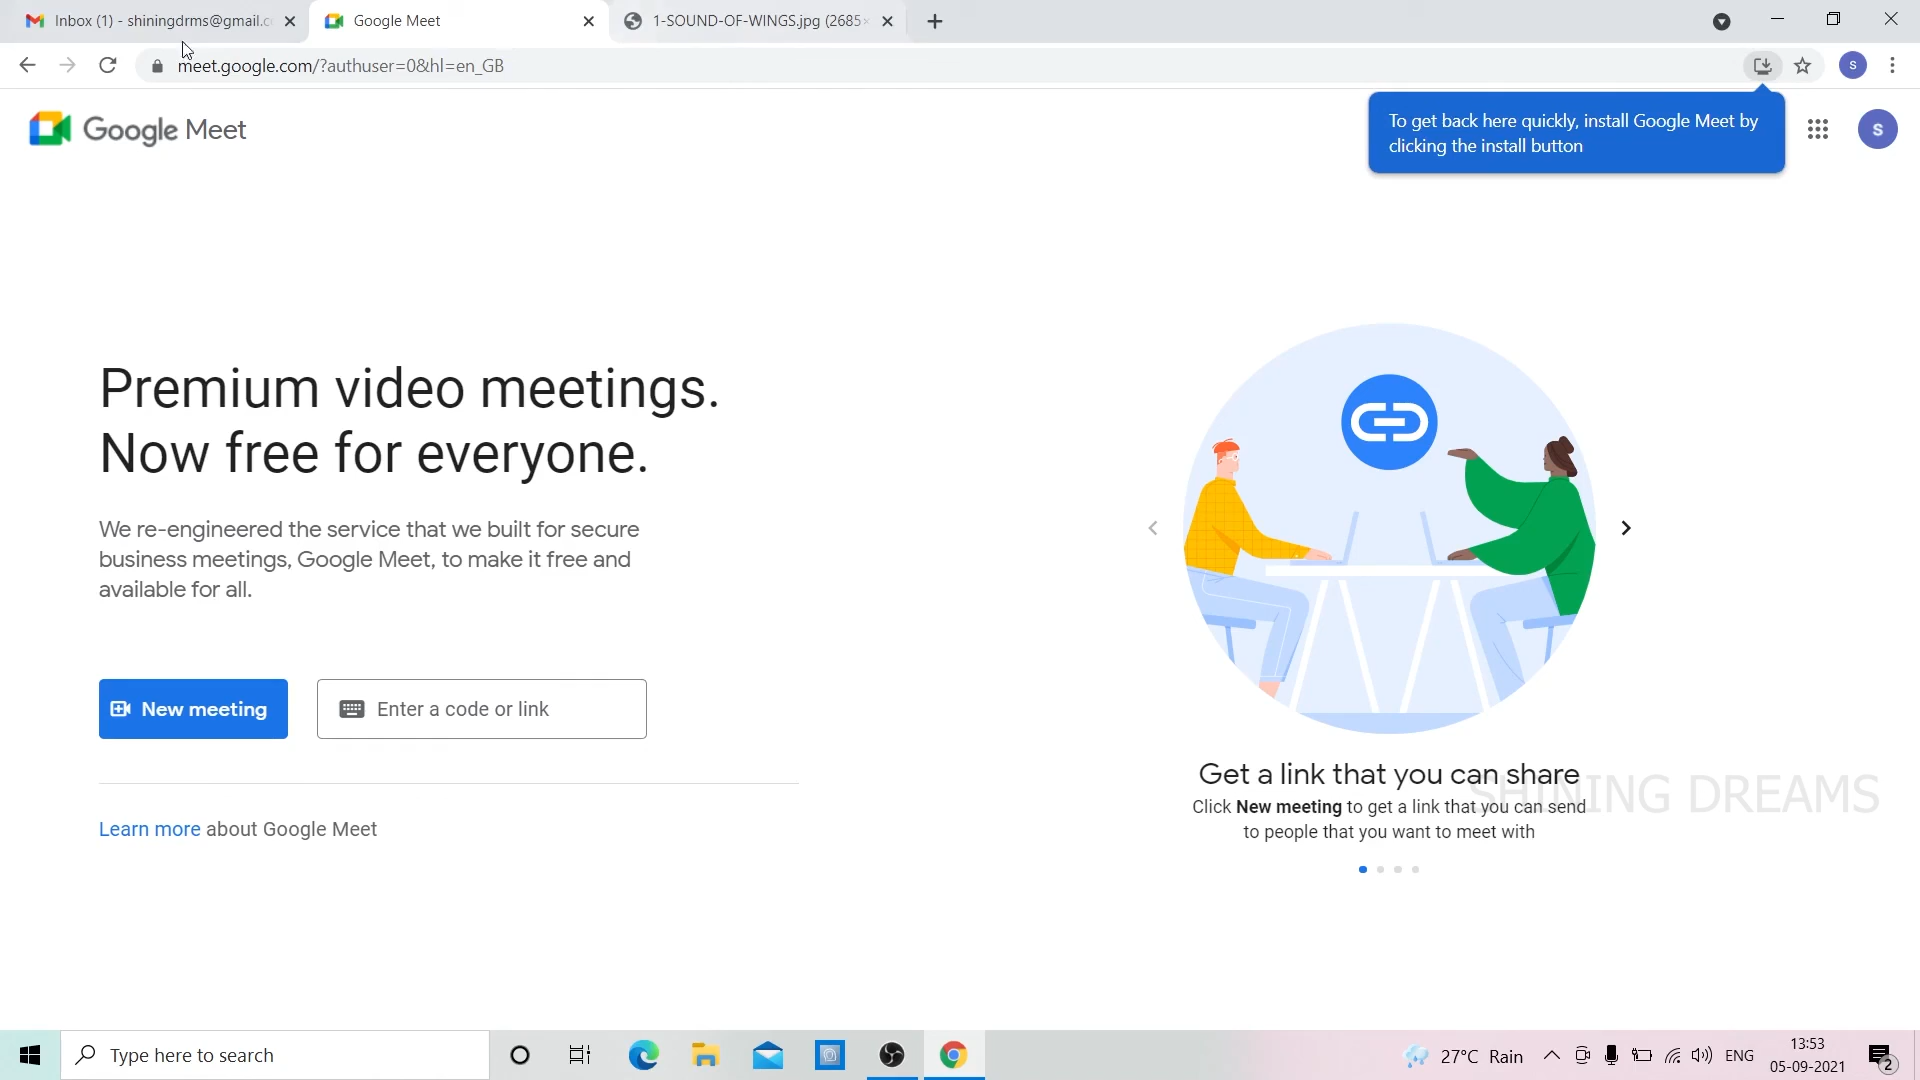 Inbox (1) - shiningdrms@gmail.c
Google Meet
1-SOUND-OF-WINGS.jpg (2685×
meet.google.com/?authuser=0&hl=en_GB
S
Google Meet
To get back here quickly, install Google Meet by
clicking the install button
S
Premium video meetings.
Now free for everyone.
We re-engineered the service that we built for secure
business meetings, Google Meet, to make it free and
available for all.
New meeting
Enter a code or link
Learn more about Google Meet
Get a link that you can share
Click New meeting to get a link that you can send
to people that you want to meet with
SHINING DREAMS
Type here to search
27°C Rain
ENG
13:53
05-09-2021
2